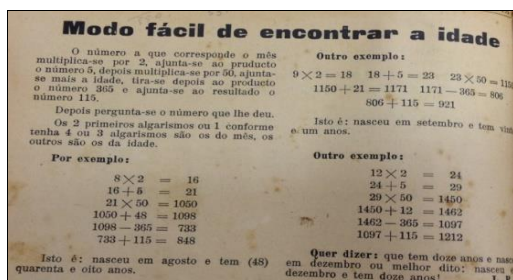 Modo fácil de encontrar a idade
O número a que corresponde o mês
multiplica-se por 2, ajunta-se ao producto
o número 5, depois multiplica-se por 50, ajunta-
se mais a idade, tira-se depois ao producto
o número 365 e ajunta-se ao resultado o
número 115.
Depois pergunta-se o número que lhe deu.
Os 2 primeiros algarismos ou 1 conforme
tenha 4 ou 3 algarismos são os do mês, os
outros são os da idade.
Por exemplo:
8 × 2 = 16
16 + 5 = 21
21 × 50 = 1050
1050 + 48 = 1098
1098 — 365 = 733
733 + 115 = 848
Isto é: nasceu em agosto e tem (48)
quarenta e oito anos.
Outro exemplo:
9 × 2 = 18 18 + 5 = 23 23 × 50 = 1150
1150 + 21 = 1171 1171 — 365 = 806
806 + 115 = 921
Isto é: nasceu em setembro e tem vinte
e um anos.
Outro exemplo:
12 × 2 = 24
24 + 5 = 29
29 × 50 = 1450
1450 + 12 = 1462
1462 — 365 = 1097
1097 + 115 = 1212
Quer dizer: que tem doze anos e nasceu
em dezembro ou melhor dito: nasceu em
dezembro e tem doze anos!